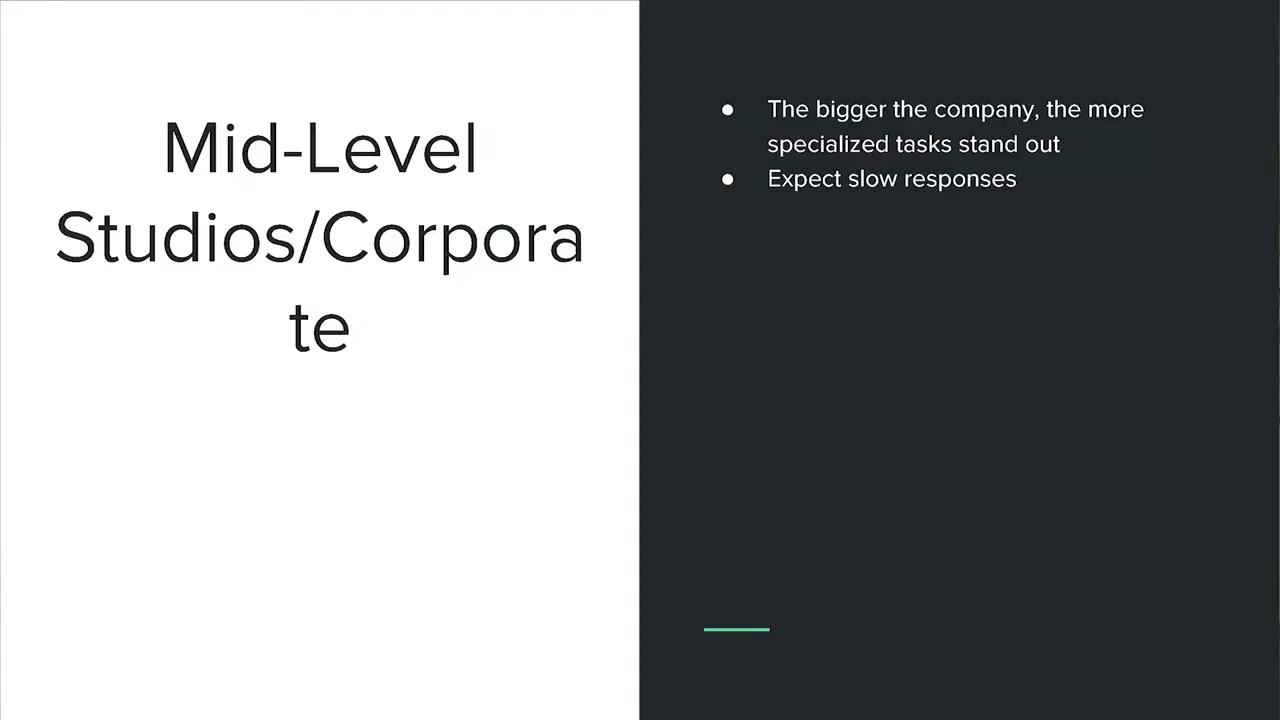 Mid-Level
Studios/Corpora
te
● The bigger the company, the more
specialized tasks stand out
● Expect slow responses